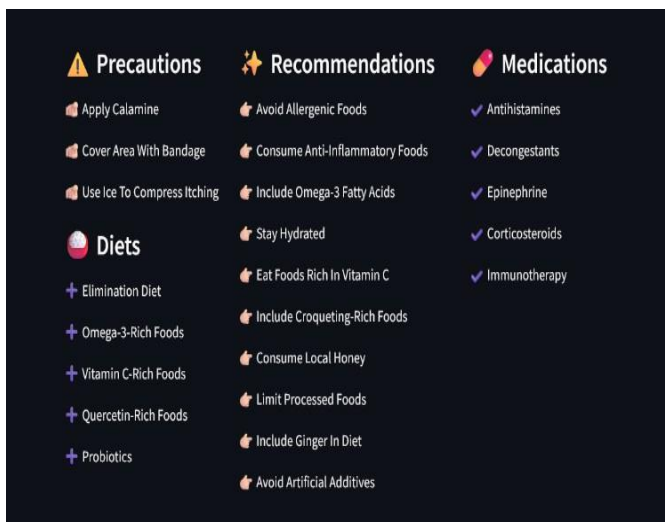 Precautions
Apply Calamine
Cover Area With Bandage
Use Ice To Compress Itching
Diets
Elimination Diet
Omega-3-Rich Foods
Vitamin C-Rich Foods
Quercetin-Rich Foods
Probiotics
Recommendations
Avoid Allergenic Foods
Consume Anti-Inflammatory Foods
Include Omega-3 Fatty Acids
Stay Hydrated
Eat Foods Rich In Vitamin C
Include Croqueting-Rich Foods
Consume Local Honey
Limit Processed Foods
Include Ginger In Diet
Avoid Artificial Additives
Medications
Antihistamines
Decongestants
Epinephrine
Corticosteroids
Immunotherapy